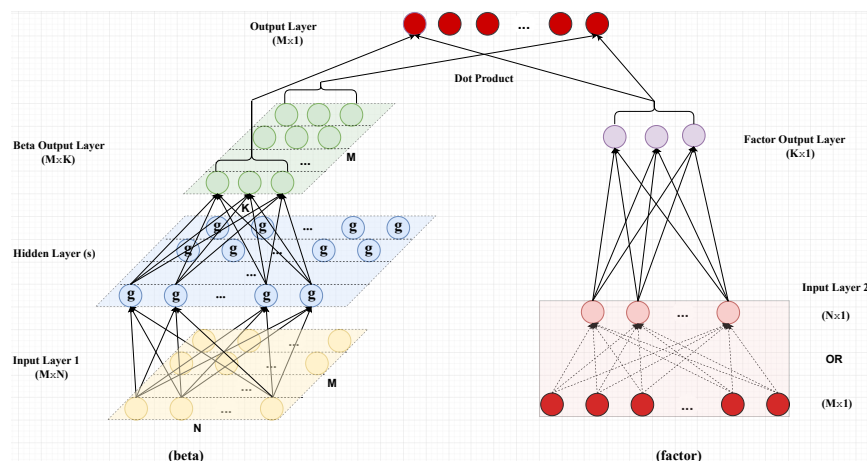 Output Layer
(M×1)
...
Dot Product
Beta Output Layer
(M×K)
...
M
K
Factor Output Layer
(K×1)
Hidden Layer (s)
g g ... g g
g g ... g g
...
g g ... g g
Input Layer 1
(M×N)
...
...
...
M
...
N
(beta)
Input Layer 2
(N×1)
...
OR
(M×1)
...
(factor)